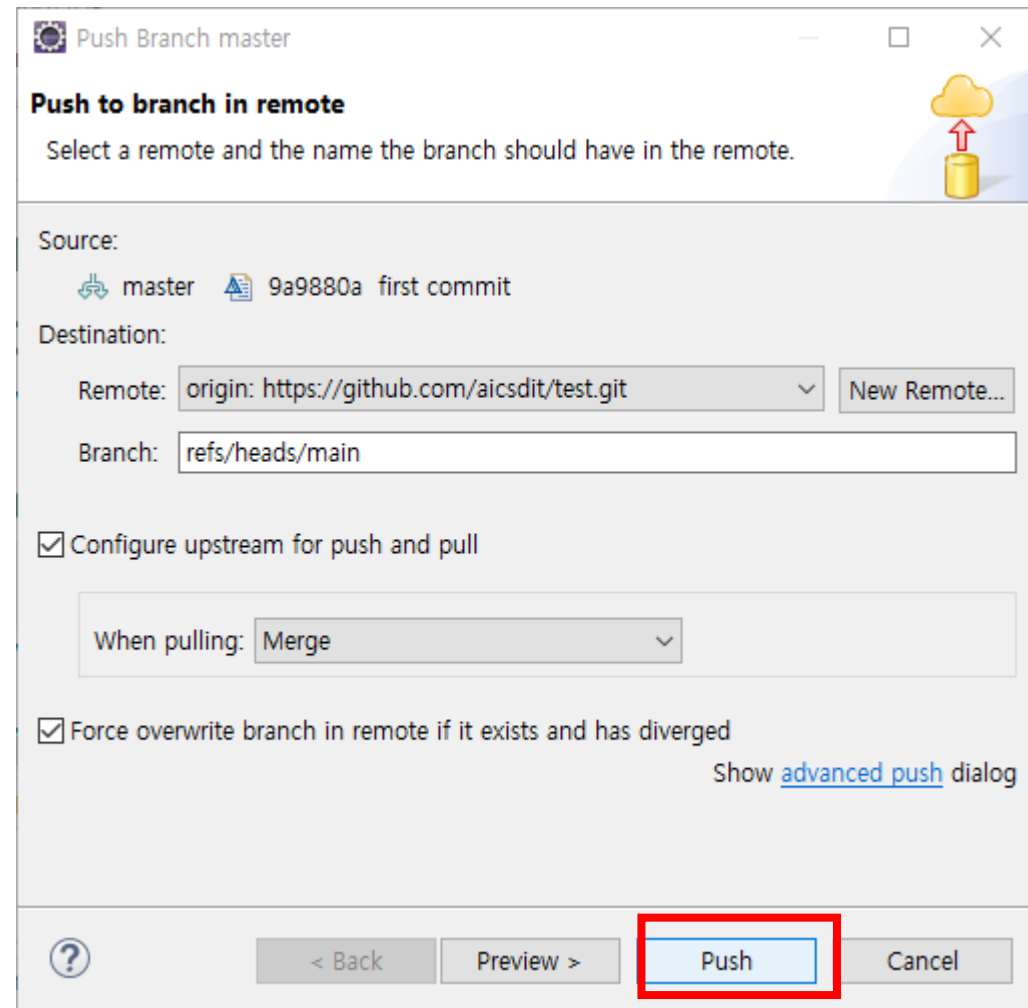 Push Branch master
Push to branch in remote
Select a remote and the name the branch should have in the remote.
Source:
master 9a9880a first commit
Destination:
Remote: origin: https://github.com/aicsdit/test.git New Remote...
Branch: refs/heads/main
Configure upstream for push and pull
When pulling: Merge
Force overwrite branch in remote if it exists and has diverged
Show advanced push dialog
? < Back Preview > Push Cancel